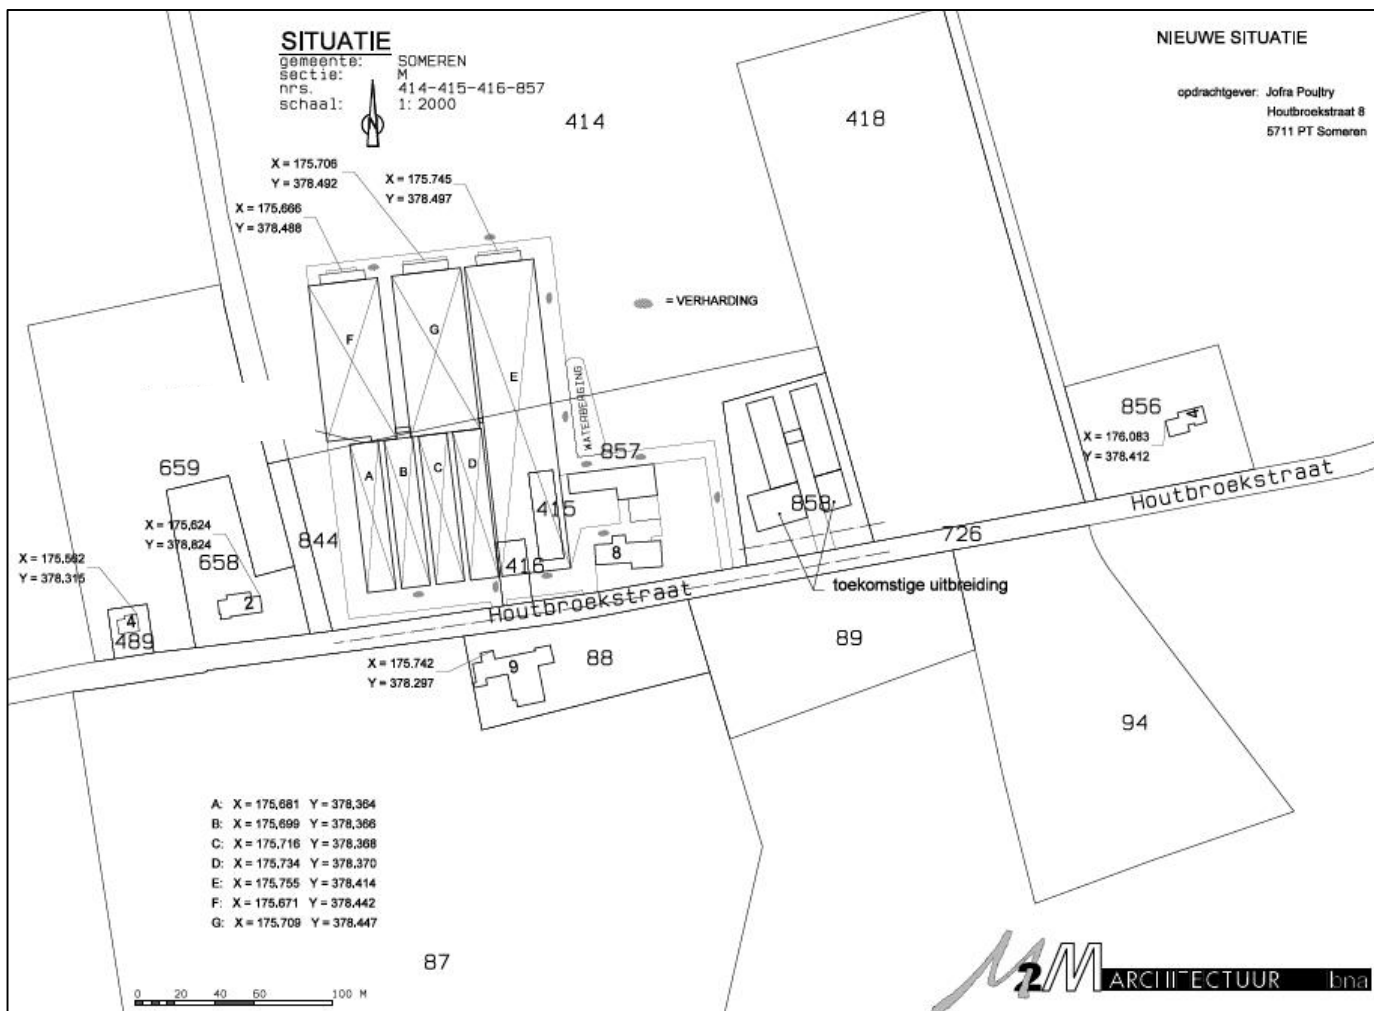 SITUATIE
gemeente: SOMEREN
sectie: M
nrs. 414-415-416-857
schaal: 1: 2000
N
NIEUWE SITUATIE
opdrachtgever: Jofra Poultry
Houtbroekstraat 8
5711 PT Someren
414
418
X = 175.706
Y = 378.492
X = 175.745
Y = 378.497
X = 175,666
Y = 378,488
= VERHARDING
F
G
E
WATERBERGING
857
856
4
X = 176.083
Y = 378.412
A
B
C
D
659
415
858
Houtbroekstraat
X = 175,624
Y = 378,624
844
658
416
8
726
X = 175,562
Y = 378,315
2
toekomstige uitbreiding
4
489
Houtbroekstraat
X = 175.742
Y = 378.297
9
88
89
94
A: X = 175,681 Y = 378,364
B: X = 175,699 Y = 378,366
C: X = 175,716 Y = 378,368
D: X = 175,734 Y = 378,370
E: X = 175,755 Y = 378,414
F: X = 175,671 Y = 378,442
G: X = 175,709 Y = 378,447
87
0 20 40 60 100 M
M2M ARCHITECTUUR bna